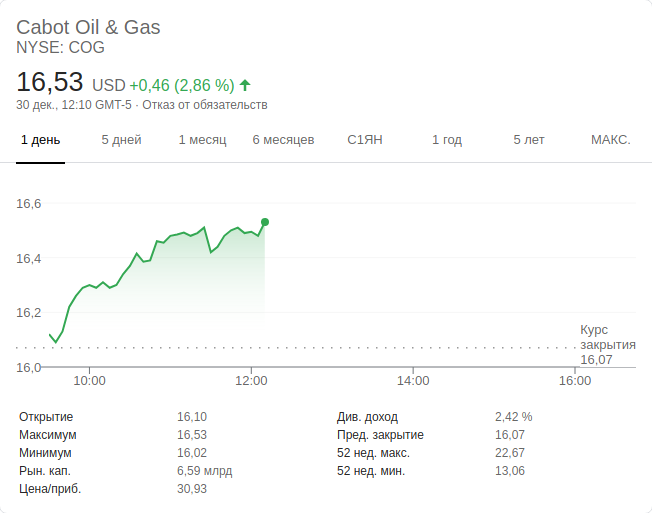 Cabot Oil & Gas
NYSE: COG
16,53 USD +0,46 (2,86 %)
30 дек., 12:10 GMT-5 · Отказ от обязательств
1 день 5 дней 1 месяц 6 месяцев С1ЯН 1 год 5 лет МАКС.
16,6
16,4
16,2
16,0
Курс
закрытия
16,07
10:00 12:00 14:00 16:00
Открытие 16,10 Див. доход 2,42 %
Максимум 16,53 Пред. закрытие 16,07
Минимум 16,02 52 нед. макс. 22,67
Рын. кап. 6,59 млрд 52 нед. мин. 13,06
Цена/приб. 30,93